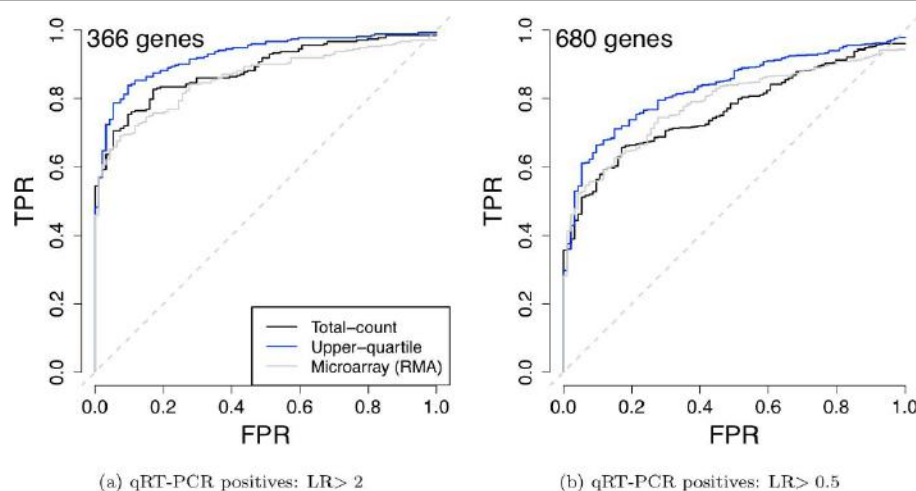 366 genes
TPR
1.0
0.8
0.6
0.4
0.2
0.0
Total-count
Upper-quartile
Microarray (RMA)
0.0 0.2 0.4 0.6 0.8 1.0
FPR
(a) qRT-PCR positives: LR> 2
680 genes
TPR
1.0
0.8
0.6
0.4
0.2
0.0
0.0 0.2 0.4 0.6 0.8 1.0
FPR
(b) qRT-PCR positives: LR> 0.5